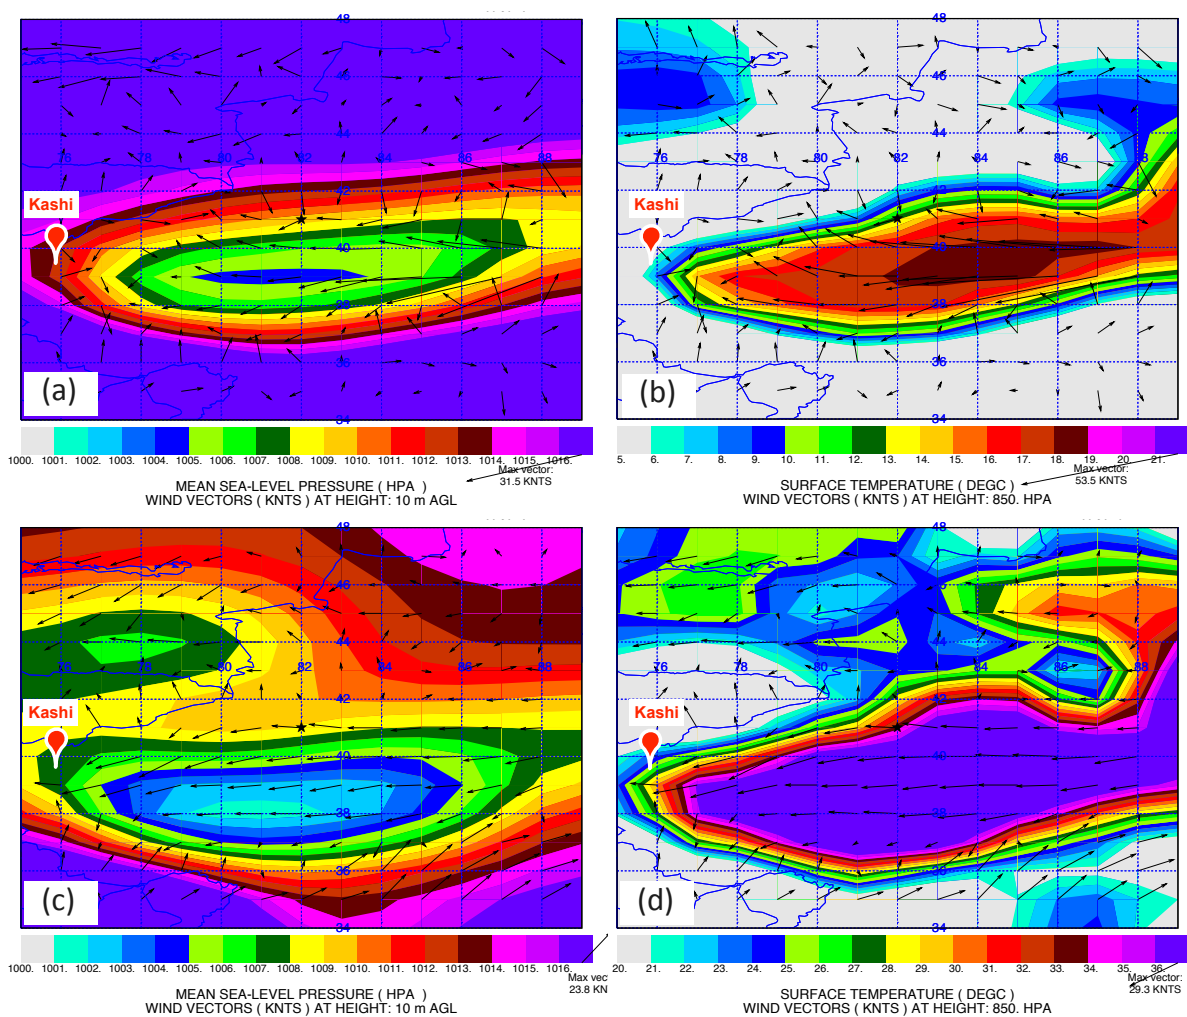 48
46
44
76 78 80 82 84 86 88
42
Kashi
40
38
36
(a)
34
1000. 1001. 1002. 1003. 1004. 1005. 1006. 1007. 1008. 1009. 1010. 1011. 1012. 1013. 1014. 1015. 1016.
Max vector:
31.5 KNTS
MEAN SEA-LEVEL PRESSURE ( HPA )
WIND VECTORS ( KNTS ) AT HEIGHT: 10 m AGL
48
46
44
76 78 80 82 84 86 88
42
Kashi
40
38
36
(b)
34
5. 6. 7. 8. 9. 10. 11. 12. 13. 14. 15. 16. 17. 18. 19. 20. 21.
Max vector:
53.5 KNTS
SURFACE TEMPERATURE ( DEGC )
WIND VECTORS ( KNTS ) AT HEIGHT: 850. HPA
48
46
44
76 78 80 82 84 86 88
42
Kashi
40
38
36
(c)
34
1000. 1001. 1002. 1003. 1004. 1005. 1006. 1007. 1008. 1009. 1010. 1011. 1012. 1013. 1014. 1015. 1016.
Max vec
23.8 KN
MEAN SEA-LEVEL PRESSURE ( HPA )
WIND VECTORS ( KNTS ) AT HEIGHT: 10 m AGL
48
46
44
76 78 80 82 84 86 88
42
Kashi
40
38
36
(d)
34
20. 21. 22. 23. 24. 25. 26. 27. 28. 29. 30. 31. 32. 33. 34. 35. 36.
Max vector:
29.3 KNTS
SURFACE TEMPERATURE ( DEGC )
WIND VECTORS ( KNTS ) AT HEIGHT: 850. HPA